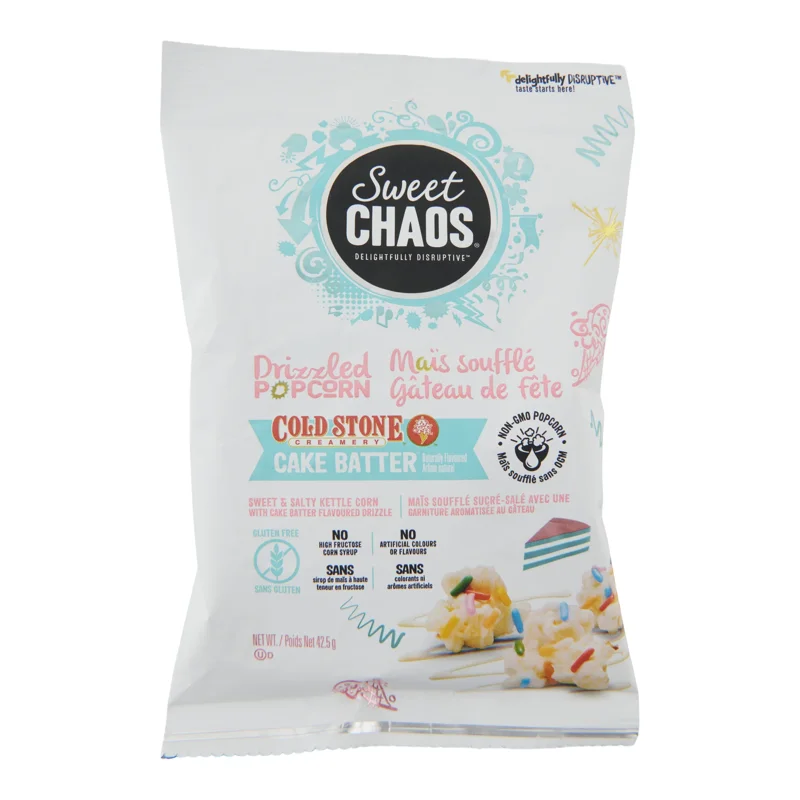 delightfully DISRUPTIVE™
taste starts here!
Sweet
CHAOS®
DELIGHTFULLY DISRUPTIVE™
Drizzled
POPCORN
Maïs soufflé
Gâteau de fête
COLD STONE
CREAMERY
CAKE BATTER
Naturally Flavoured
Arôme naturel
• NON-GMO POPCORN •
Maïs soufflé sans OGM
SWEET & SALTY KETTLE CORN
WITH CAKE BATTER FLAVOURED DRIZZLE
MAÏS SOUFFLÉ SUCRÉ-SALÉ AVEC UNE
GARNITURE AROMATISÉE AU GÂTEAU
GLUTEN FREE
SANS GLUTEN
NO
HIGH FRUCTOSE
CORN SYRUP
NO
ARTIFICIAL COLOURS
OR FLAVOURS
SANS
sirop de maïs à haute
teneur en fructose
SANS
colorants ni
arômes artificiels
NET WT. / Poids Net 42.5 g
U D